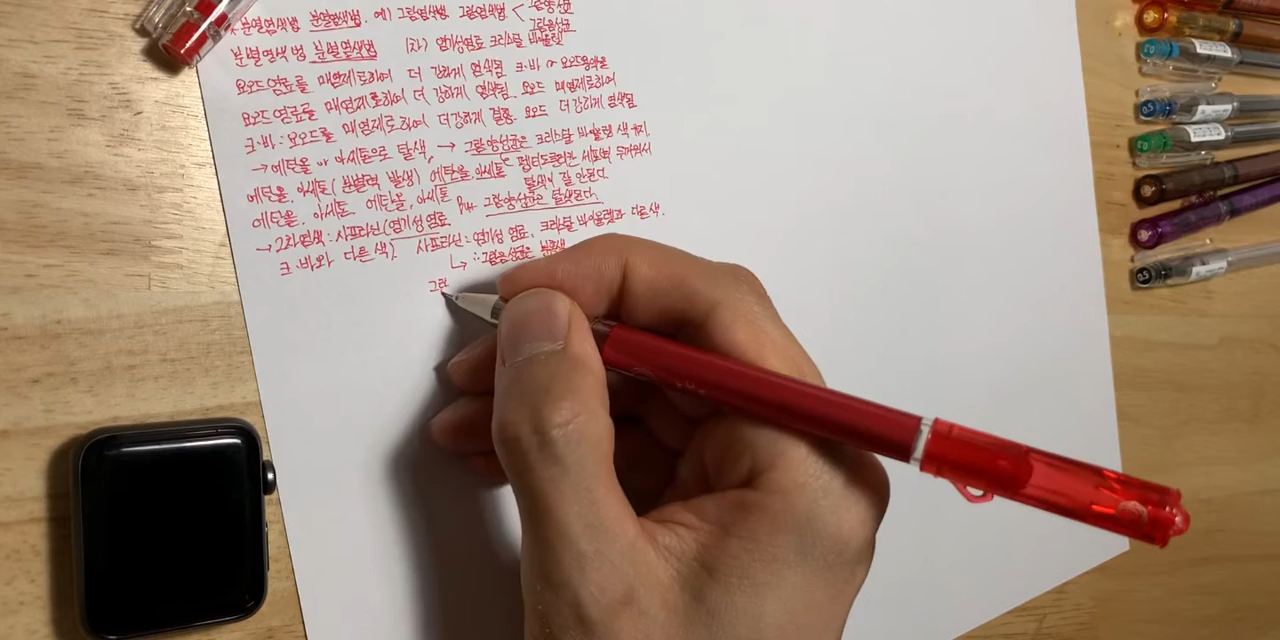 분별염색법 분별염색법. 예) 그람염색법. 그람염색법 < 그람양성균
그람음성균
분별염색법 분별염색법 1차) 염기성염료 크리스탈 바이올렛
요오드염료를 매염제로하여 더 강하게 염색됨 크·바 요오드
요오드염료를 매염제로하여 더 강하게 염색됨. 요오드 매염제로하여
크·바: 요오드를 매염제로하여 더강하게 결합. 요오드 더 강하게 염색됨
→ 에탄올 아세톤으로 탈색, → 그람양성균은 크리스탈 바이올렛 색 유지.
에탄올. 아세톤 (분별력 발생) 에탄올, 아세톤 펩티도글리칸 세포벽 두꺼워서
에탄올. 아세톤. 에탄올, 아세톤 탈색이 잘 안된다.
But 그람양성균은 탈색된다.
→ 2차염색: 사프라닌 (염기성 염료 사프라닌: 염기성 염료, 크리스탈 바이올렛과 다른색.
크·바와 다른 색). ↳ ∴ 그람음성균은 분홍색
그람